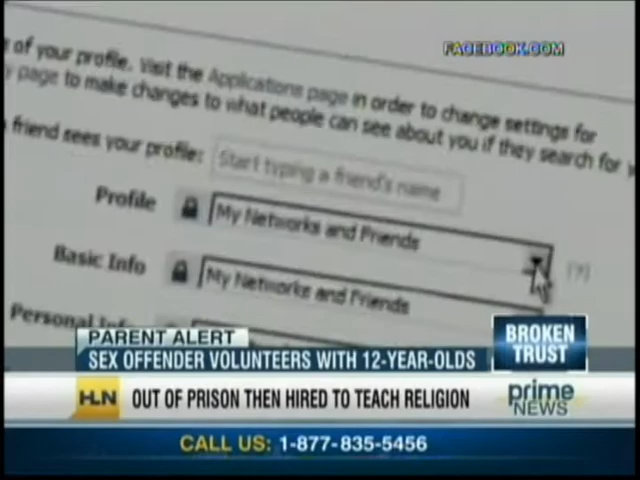 FACEBOOK.COM
s of your profile. Visit the Applications page in order to change settings for
page to make changes to what people can see about you if they search for
friend sees your profile: Start typing a friend's name
Profile My Networks and Friends [?]
Basic Info My Networks and Friends
Personal
PARENT ALERT
SEX OFFENDER VOLUNTEERS WITH 12-YEAR-OLDS
BROKEN TRUST
HLN OUT OF PRISON THEN HIRED TO TEACH RELIGION
prime NEWS
CALL US: 1-877-835-5456